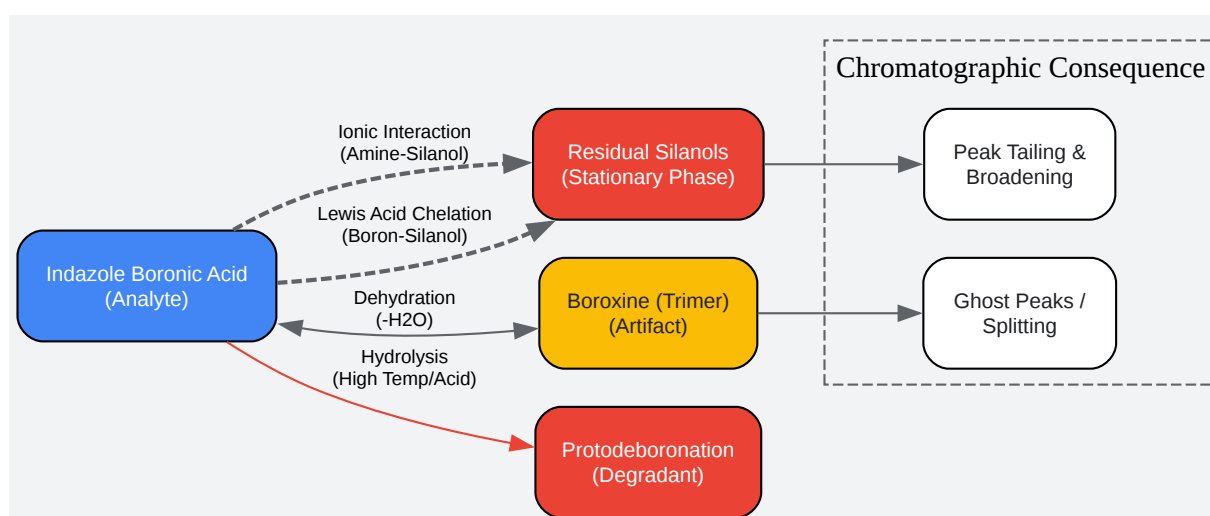 Chromatographic Consequence
Ionic Interaction
(Amine-Silanol)
Residual Silanols
(Stationary Phase)
Peak Tailing &
Broadening
Lewis Acid Chelation
(Boron-Silanol)
Indazole Boronic Acid
(Analyte)
Dehydration
(-H2O)
Boroxine (Trimer)
(Artifact)
Ghost Peaks /
Splitting
Hydrolysis
(High Temp/Acid)
Protodeboronation
(Degradant)